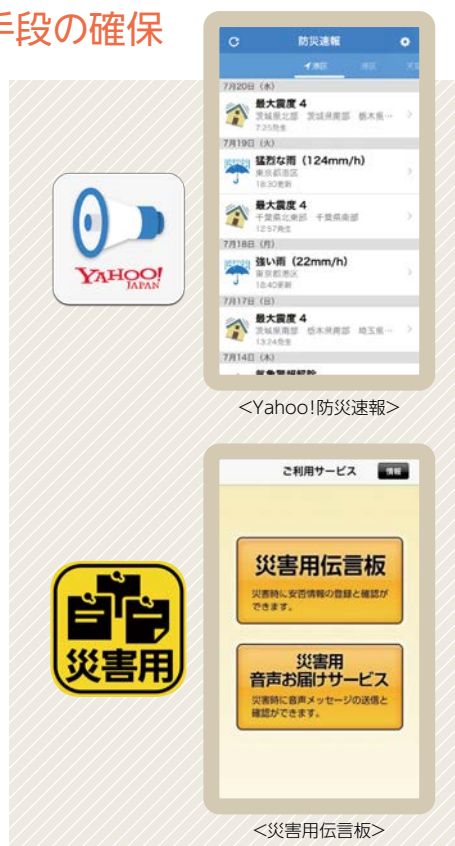 手段の確保
防災速報
港区
7月20日（水）
最大震度 4
茨城県北部 茨城県南部 栃木県…
7:25発生
7月19日（火）
猛烈な雨（124mm/h）
東京都港区
18:30更新
最大震度 4
千葉県北東部 千葉県南部
12:57発生
7月18日（月）
強い雨（22mm/h）
東京都港区
18:40更新
7月17日（日）
最大震度 4
茨城県南部 栃木県南部 埼玉県…
13:24発生
7月14日（木）
YAHOO!
JAPAN
<Yahoo!防災速報>
ご利用サービス
情報
災害用伝言板
災害時に安否情報の登録と確認が
できます。
災害用
音声お届けサービス
災害時に音声メッセージの送信と
確認ができます。
災害用
<災害用伝言板>